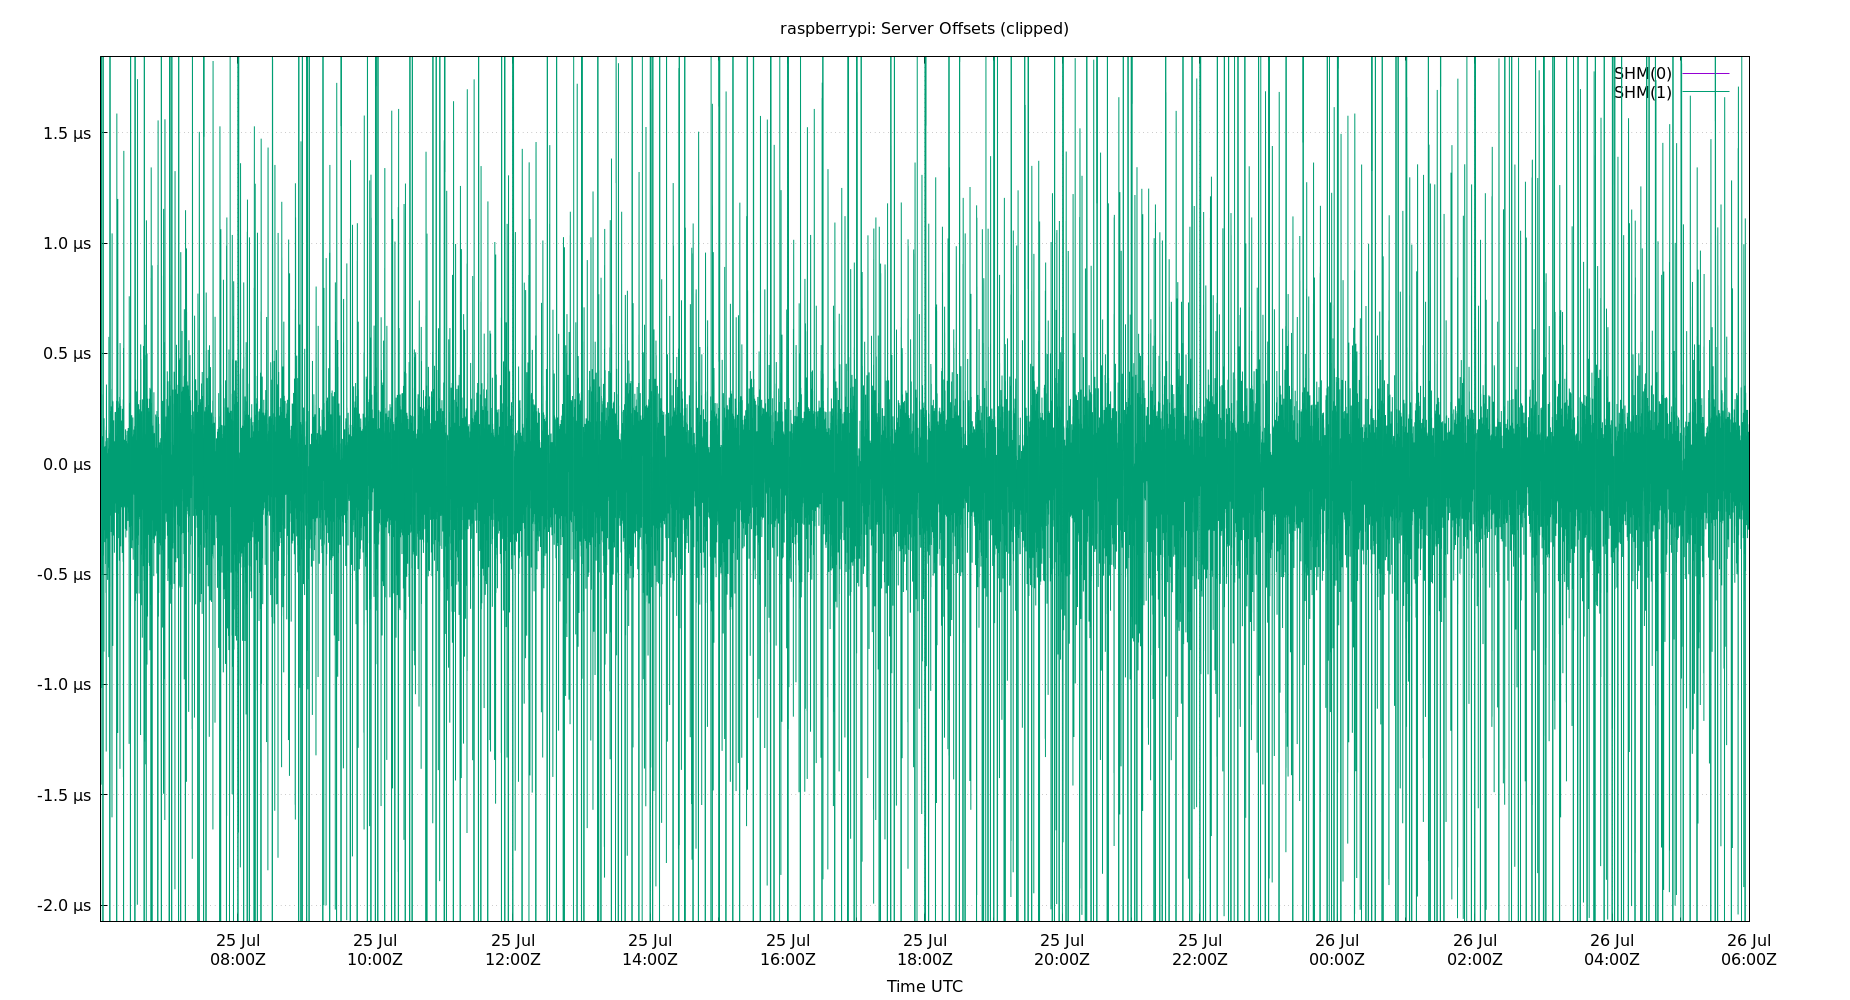 raspberrypi: Server Offsets (clipped)
SHM(0)
SHM(1)
1.5 µs
1.0 µs
0.5 µs
0.0 µs
-0.5 µs
-1.0 µs
-1.5 µs
-2.0 µs
25 Jul 25 Jul 25 Jul 25 Jul 25 Jul 25 Jul 25 Jul 25 Jul 26 Jul 26 Jul 26 Jul 26 Jul
08:00Z 10:00Z 12:00Z 14:00Z 16:00Z 18:00Z 20:00Z 22:00Z 00:00Z 02:00Z 04:00Z 06:00Z
Time UTC